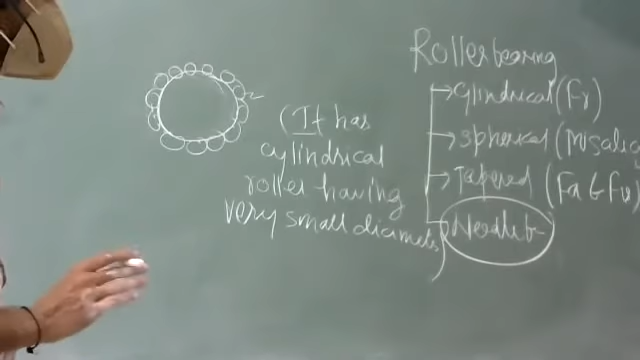 Roller bearing
Cylindrical (Fr)
Spherical (misalig
Tapered (Fa & Fr)
Needle b
(It has
cylindrical
roller having
very small diameter)